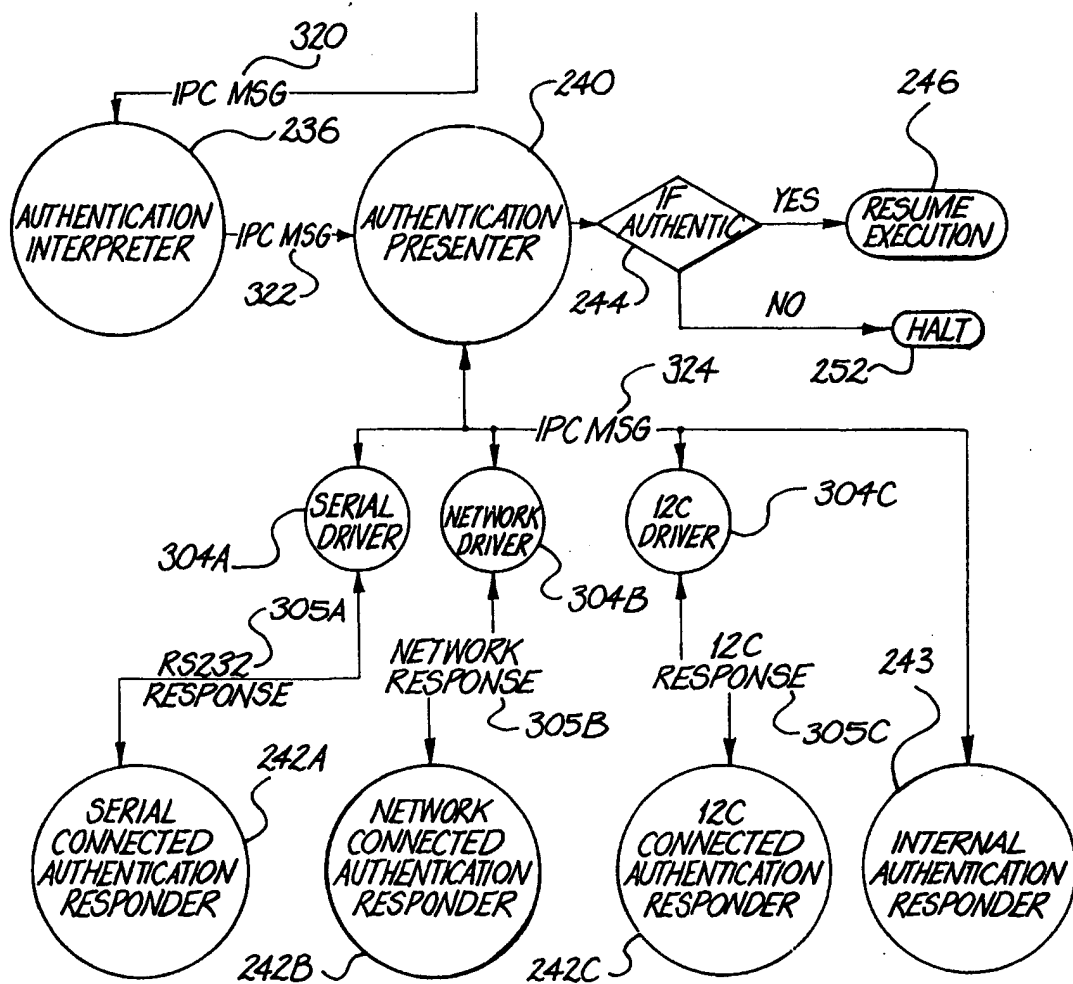 320
IPC MSG
240
246
236
AUTHENTICATION
INTERPRETER
IPC MSG
322
AUTHENTICATION
PRESENTER
IF
AUTHENTIC
244
YES
RESUME
EXECUTION
NO
HALT
252
324
IPC MSG
SERIAL
DRIVER
304A
NETWORK
DRIVER
304B
12C
DRIVER
304C
305A
RS232
RESPONSE
NETWORK
RESPONSE
305B
12C
RESPONSE
305C
243
242A
SERIAL
CONNECTED
AUTHENTICATION
RESPONDER
NETWORK
CONNECTED
AUTHENTICATION
RESPONDER
242B
12C
CONNECTED
AUTHENTICATION
RESPONDER
242C
INTERNAL
AUTHENTICATION
RESPONDER